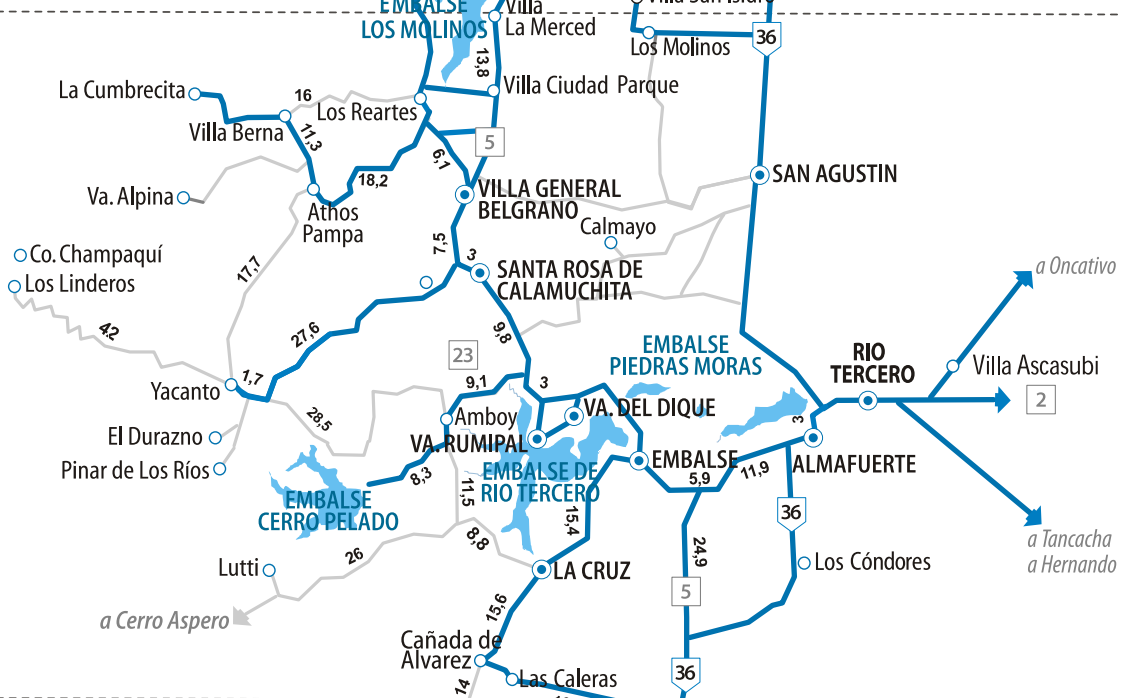 EMBALSE
LOS MOLINOS
Villa
La Merced
Villa San Isidro
Los Molinos
36
13,8
La Cumbrecita
16
Los Reartes
Villa Ciudad Parque
Villa Berna
11,3
5
6,1
18,2
SAN AGUSTIN
Va. Alpina
VILLA GENERAL
BELGRANO
Athos
Pampa
Calmayo
7,5
3
Co. Champaquí
Los Linderos
17,7
SANTA ROSA DE
CALAMUCHITA
a Oncativo
42
27,6
9,8
23
EMBALSE
PIEDRAS MORAS
RIO
TERCERO
Villa Ascasubi
Yacanto
1,7
9,1
3
2
28,5
Amboy
VA. DEL DIQUE
3
El Durazno
VA. RUMIPAL
Pinar de Los Ríos
8,3
EMBALSE DE
RIO TERCERO
EMBALSE
5,9
11,9
ALMAFUERTE
EMBALSE
CERRO PELADO
11,5
15,4
36
8,8
24,9
a Tancacha
a Hernando
26
Lutti
LA CRUZ
Los Cóndores
5
a Cerro Aspero
15,6
Cañada de
Alvarez
14
Las Caleras
36